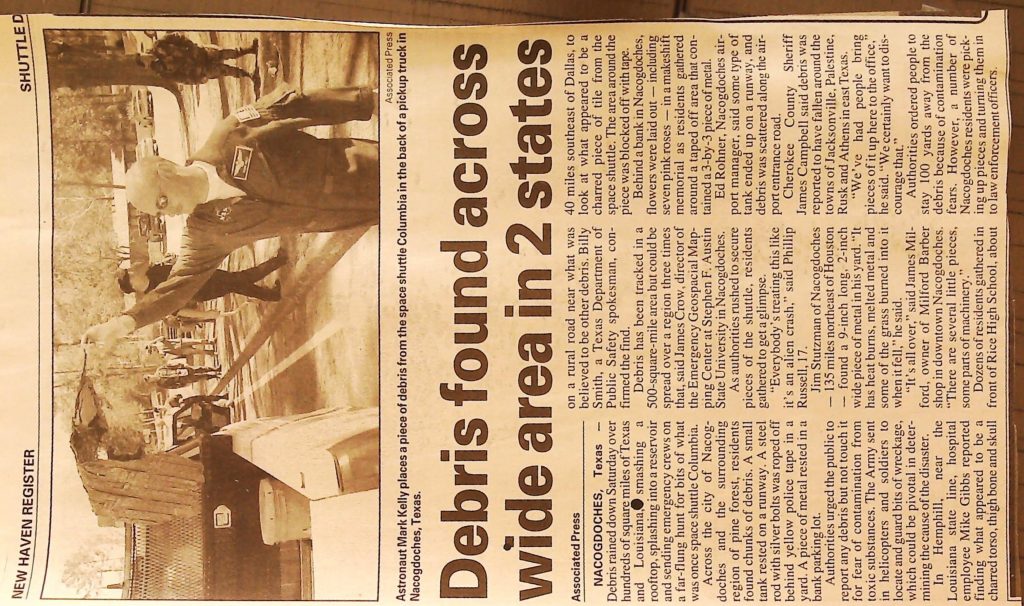 NEW HAVEN REGISTER
SHUTTLE D
Associated Press
Astronaut Mark Kelly places a piece of debris from the space shuttle Columbia in the back of a pickup truck in
Nacogdoches, Texas.
Debris found across
wide area in 2 states
Associated Press
NACOGDOCHES, Texas —
Debris rained down Saturday over
hundreds of square miles of Texas
and Louisiana, smashing a
rooftop, splashing into a reservoir
and sending emergency crews on
a far-flung hunt for bits of what
was once space shuttle Columbia.
Across the city of Nacog-
doches and the surrounding
region of pine forest, residents
found chunks of debris. A small
tank rested on a runway. A steel
rod with silver bolts was roped off
behind yellow police tape in a
yard. A piece of metal rested in a
bank parking lot.
Authorities urged the public to
report any debris but not touch it
for fear of contamination from
toxic substances. The Army sent
in helicopters and soldiers to
locate and guard bits of wreckage,
which could be pivotal in deter-
mining the cause of the disaster.
In Hemphill, near the
Louisiana state line, hospital
employee Mike Gibbs reported
finding what appeared to be a
charred torso, thigh bone and skull
on a rural road near what was
believed to be other debris. Billy
Smith, a Texas Department of
Public Safety spokesman, con-
firmed the find.
Debris has been tracked in a
500-square-mile area but could be
spread over a region three times
that, said James Crow, director of
the Emergency Geospacial Map-
ping Center at Stephen F. Austin
State University in Nacogdoches.
As authorities rushed to secure
pieces of the shuttle, residents
gathered to get a glimpse.
"Everybody's treating this like
it's an alien crash," said Phillip
Russell, 17.
Jim Stutzman of Nacogdoches
— 135 miles northeast of Houston
— found a 9-inch long, 2-inch
wide piece of metal in his yard. "It
has heat burns, melted metal and
some of the grass burned into it
when it fell," he said.
"It's all over," said James Mil-
ford, owner of Milford Barber
shop in downtown Nacogdoches.
"There are several little pieces,
some parts of machinery."
Dozens of residents gathered in
front of Rice High School, about
40 miles southeast of Dallas, to
look at what appeared to be a
charred piece of tile from the
space shuttle. The area around the
piece was blocked off with tape.
Behind a bank in Nacogdoches,
flowers were laid out — including
seven pink roses — in a makeshift
memorial as residents gathered
around a taped off area that con-
tained a 3-by-3 piece of metal.
Ed Rohner, Nacogdoches air-
port manager, said some type of
tank ended up on a runway, and
debris was scattered along the air-
port entrance road.
Cherokee County Sheriff
James Campbell said debris was
reported to have fallen around the
towns of Jacksonville, Palestine,
Rusk and Athens in east Texas.
"We've had people bring
pieces of it up here to the office,"
he said. "We certainly want to dis-
courage that."
Authorities ordered people to
stay 100 yards away from the
debris because of contamination
fears. However, a number of
Nacogdoches residents were pick-
ing up pieces and turning them in
to law enforcement officers.